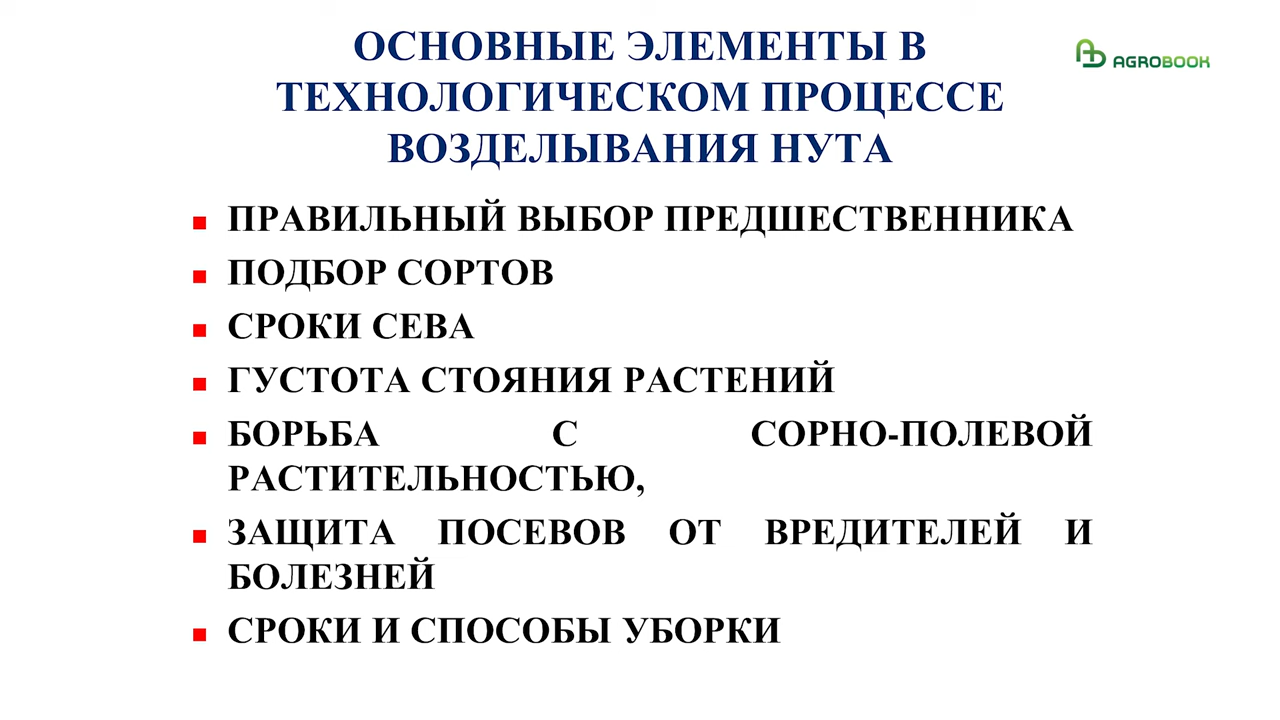 ОСНОВНЫЕ ЭЛЕМЕНТЫ В
ТЕХНОЛОГИЧЕСКОМ ПРОЦЕССЕ
ВОЗДЕЛЫВАНИЯ НУТА
AGROBOOK
ПРАВИЛЬНЫЙ ВЫБОР ПРЕДШЕСТВЕННИКА
ПОДБОР СОРТОВ
СРОКИ СЕВА
ГУСТОТА СТОЯНИЯ РАСТЕНИЙ
БОРЬБА С СОРНО-ПОЛЕВОЙ
РАСТИТЕЛЬНОСТЬЮ,
ЗАЩИТА ПОСЕВОВ ОТ ВРЕДИТЕЛЕЙ И
БОЛЕЗНЕЙ
СРОКИ И СПОСОБЫ УБОРКИ